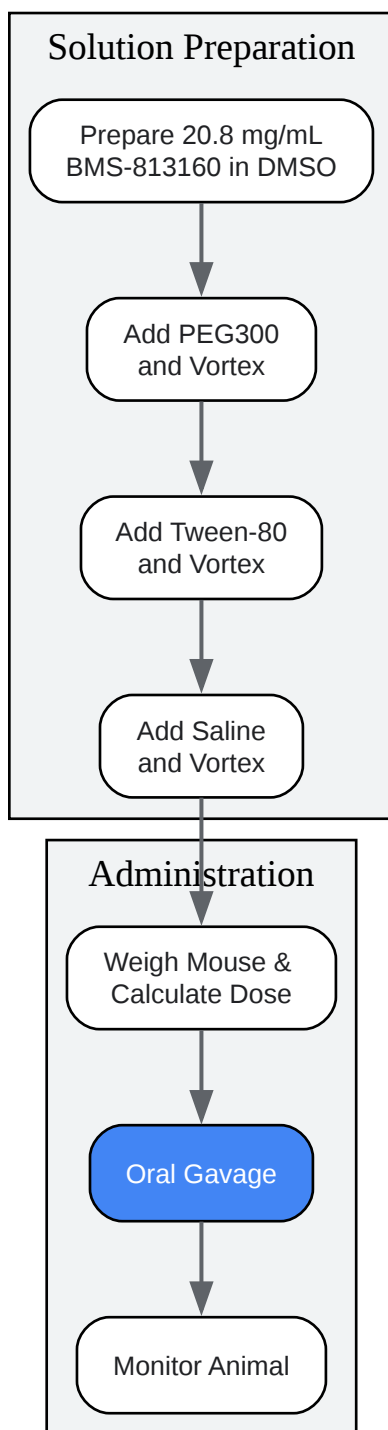 Solution Preparation
Prepare 20.8 mg/mL
BMS-813160 in DMSO
Add PEG300
and Vortex
Add Tween-80
and Vortex
Add Saline
and Vortex
Administration
Weigh Mouse &
Calculate Dose
Oral Gavage
Monitor Animal